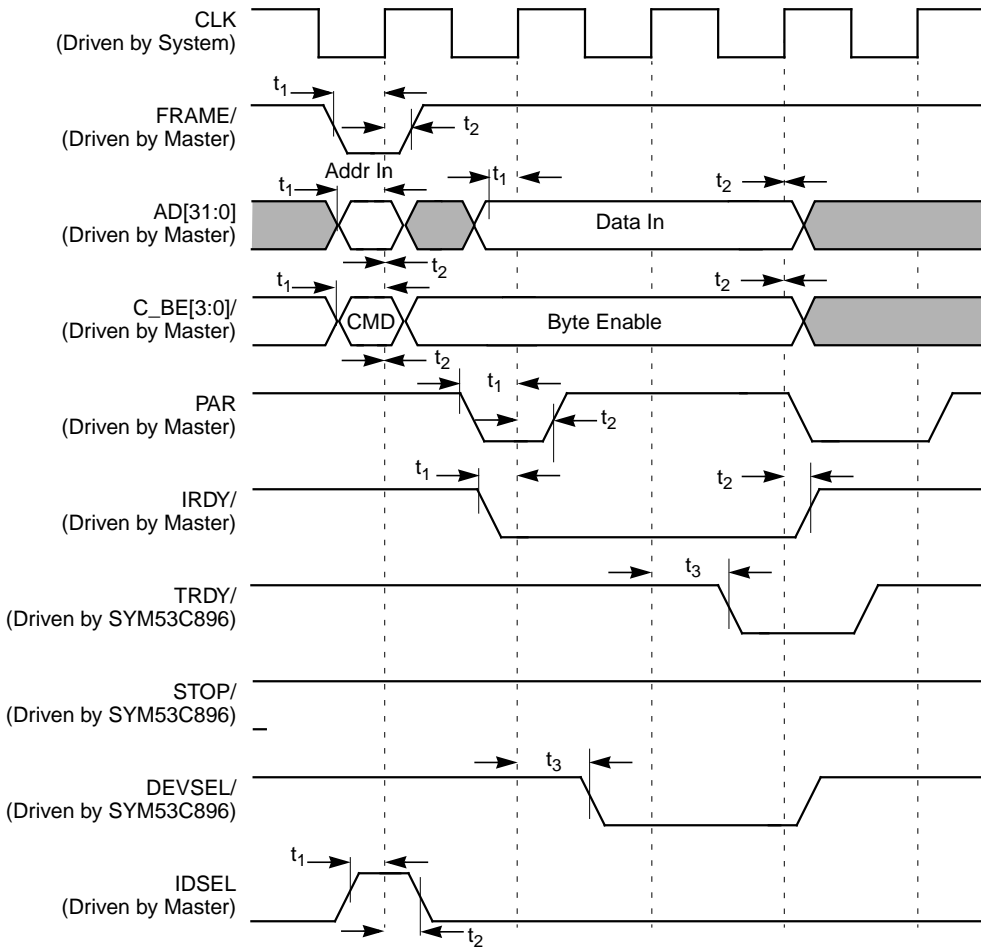 CLK
(Driven by System)
t1
FRAME/
(Driven by Master)
t2
Addr In
t1
t1
t2
AD[31:0]
(Driven by Master)
Data In
t2
t1
t2
C_BE[3:0]/
(Driven by Master)
CMD
Byte Enable
t2
t1
PAR
(Driven by Master)
t2
t1
t2
IRDY/
(Driven by Master)
t3
TRDY/
(Driven by SYM53C896)
STOP/
(Driven by SYM53C896)
t3
DEVSEL/
(Driven by SYM53C896)
t1
IDSEL
(Driven by Master)
t2